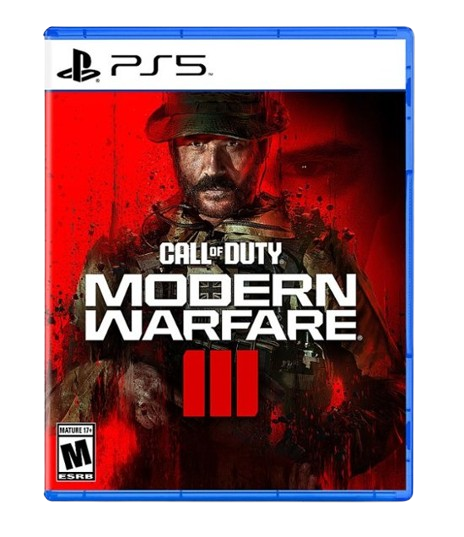 PS5
CALL OF DUTY
MODERN
WARFARE
III
MATURE 17+
M
ESRB